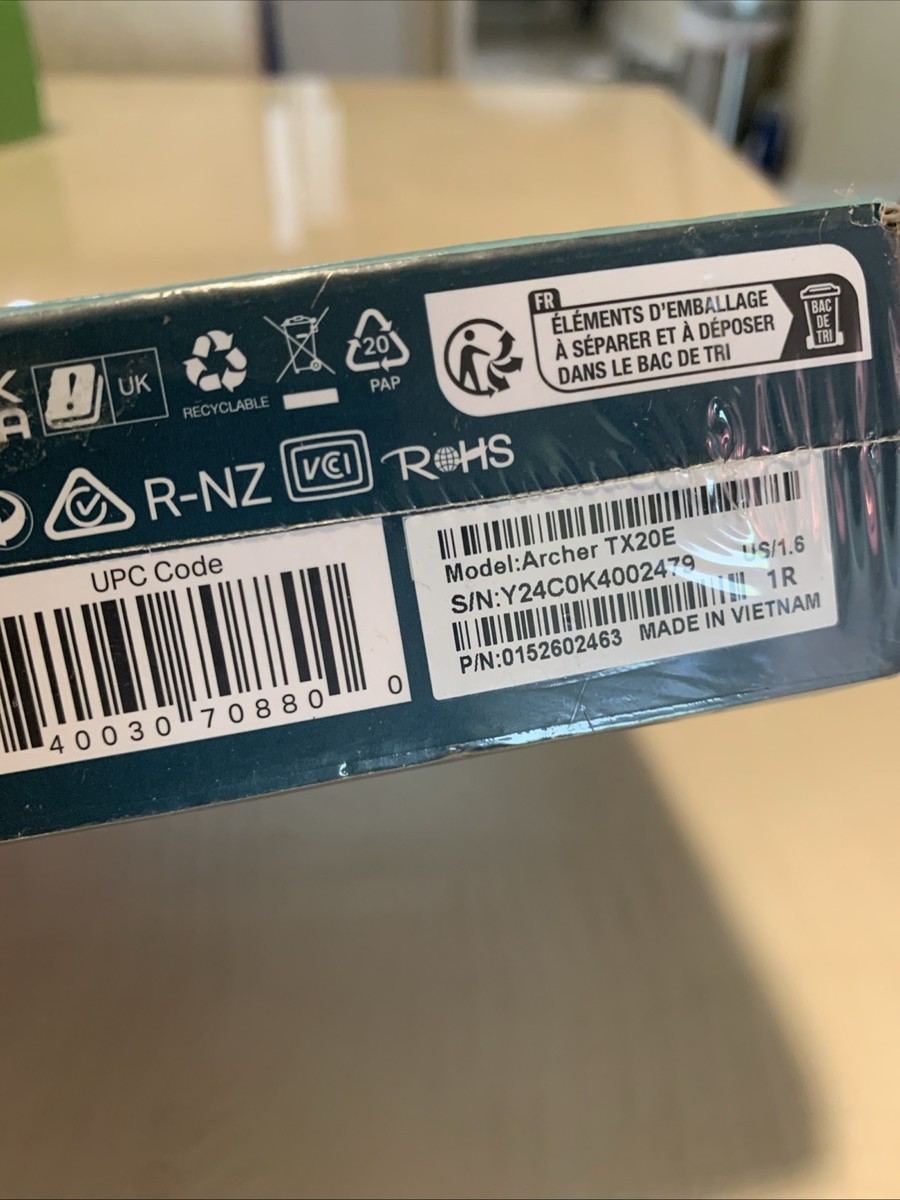 UK
RECYCLABLE
20
PAP
FR
ÉLÉMENTS D'EMBALLAGE
À SÉPARER ET À DÉPOSER
DANS LE BAC DE TRI
BAC
DE
TRI
R-NZ
VCCI
ROHS
UPC Code
40030 70880 0
Model:Archer TX20E
US/1.6
S/N:Y24C0K4002479
1R
P/N:0152602463 MADE IN VIETNAM